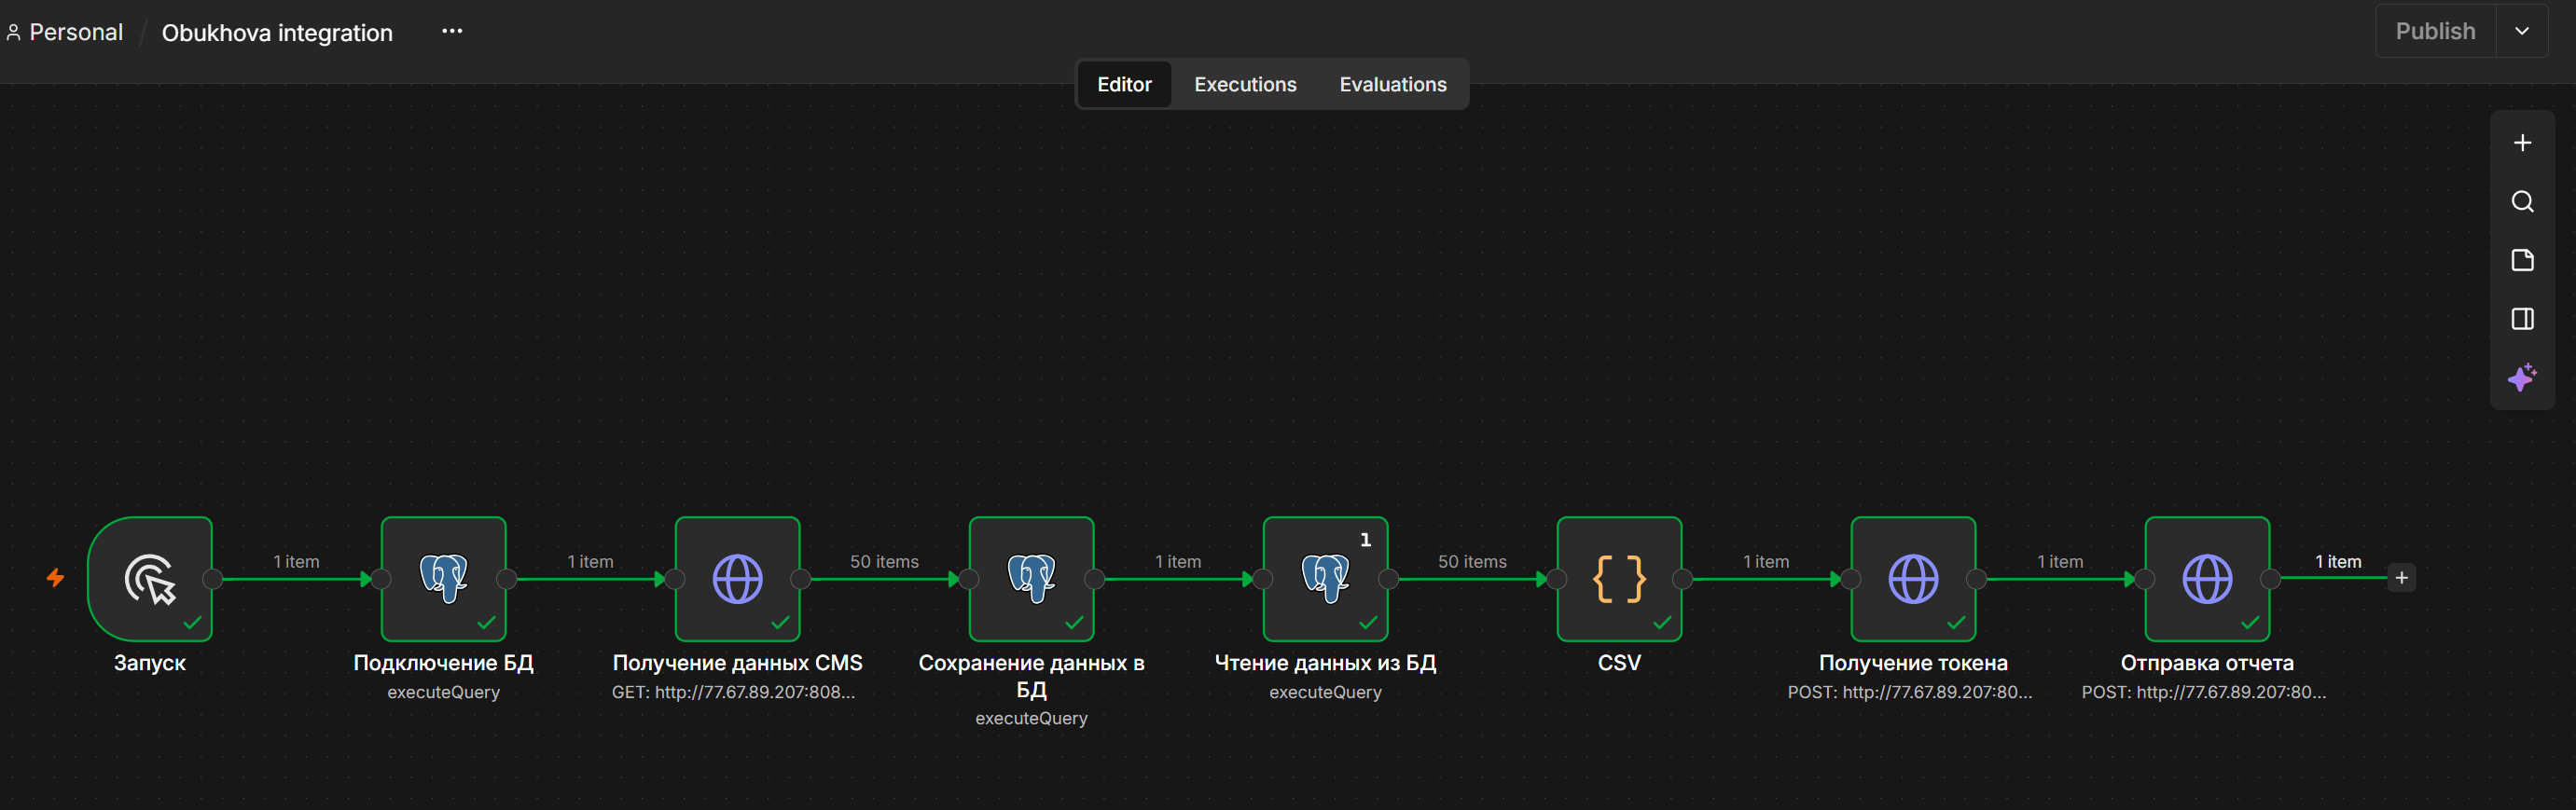 Personal / Obukhova integration ...
Publish
Editor Executions Evaluations
1
1 item 1 item 50 items 1 item 50 items 1 item 1 item 1 item
Запуск Подключение БД Получение данных CMS Сохранение данных в БД Чтение данных из БД CSV Получение токена Отправка отчета
executeQuery GET: http://77.67.89.207:808... executeQuery POST: http://77.67.89.207:80... POST: http://77.67.89.207:80...
executeQuery